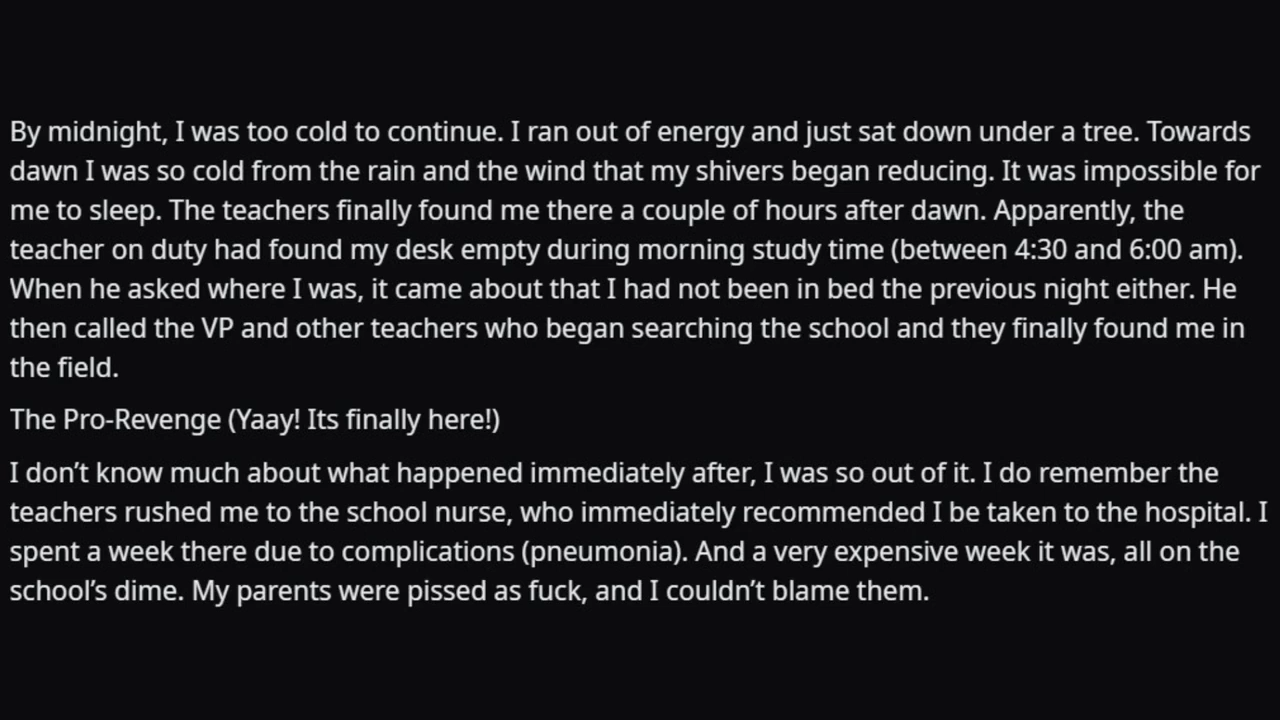 By midnight, I was too cold to continue. I ran out of energy and just sat down under a tree. Towards
dawn I was so cold from the rain and the wind that my shivers began reducing. It was impossible for
me to sleep. The teachers finally found me there a couple of hours after dawn. Apparently, the
teacher on duty had found my desk empty during morning study time (between 4:30 and 6:00 am).
When he asked where I was, it came about that I had not been in bed the previous night either. He
then called the VP and other teachers who began searching the school and they finally found me in
the field.
The Pro-Revenge (Yaay! Its finally here!)
I don’t know much about what happened immediately after, I was so out of it. I do remember the
teachers rushed me to the school nurse, who immediately recommended I be taken to the hospital. I
spent a week there due to complications (pneumonia). And a very expensive week it was, all on the
school’s dime. My parents were pissed as fuck, and I couldn’t blame them.